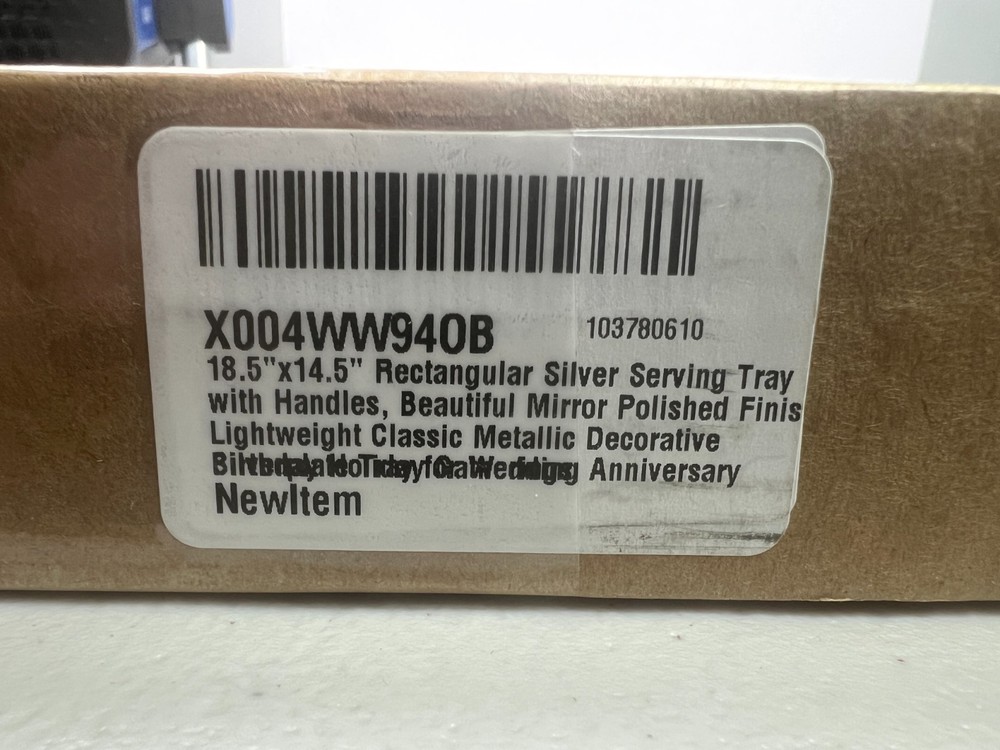 X004WW940B
103780610
18.5"x14.5" Rectangular Silver Serving Tray
with Handles, Beautiful Mirror Polished Finis
Lightweight Classic Metallic Decorative
Anniversary
NewItem